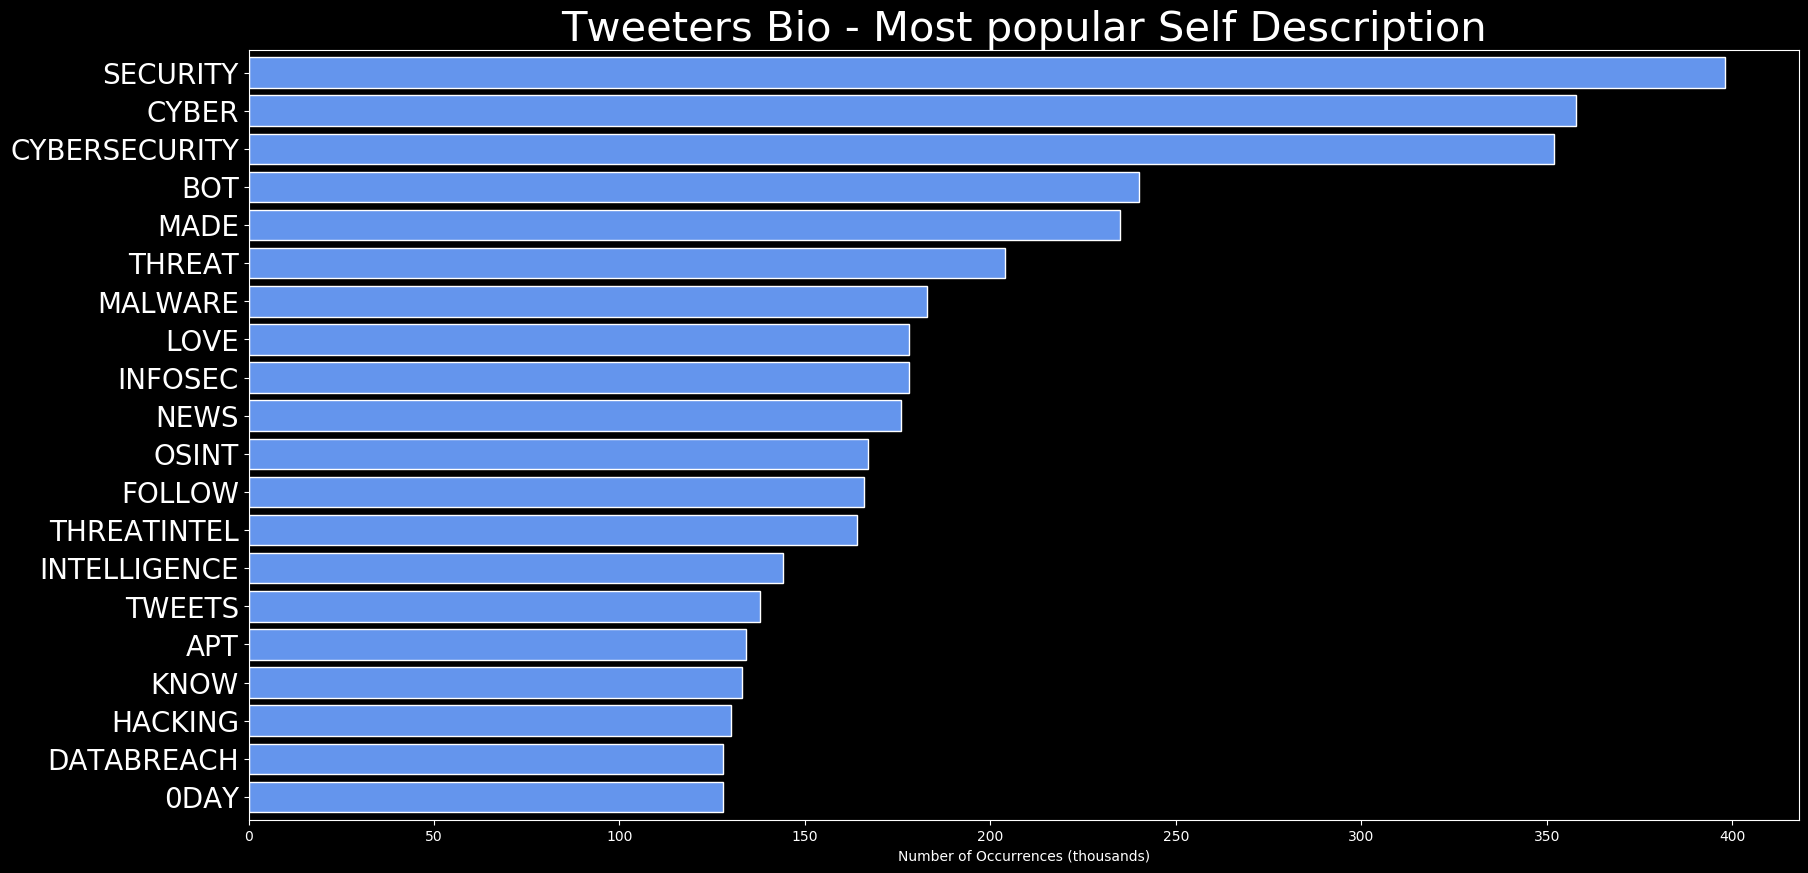 Tweeters Bio - Most popular Self Description
SECURITY
CYBER
CYBERSECURITY
BOT
MADE
THREAT
MALWARE
LOVE
INFOSEC
NEWS
OSINT
FOLLOW
THREATINTEL
INTELLIGENCE
TWEETS
APT
KNOW
HACKING
DATABREACH
0DAY
0 50 100 150 200 250 300 350 400
Number of Occurrences (thousands)